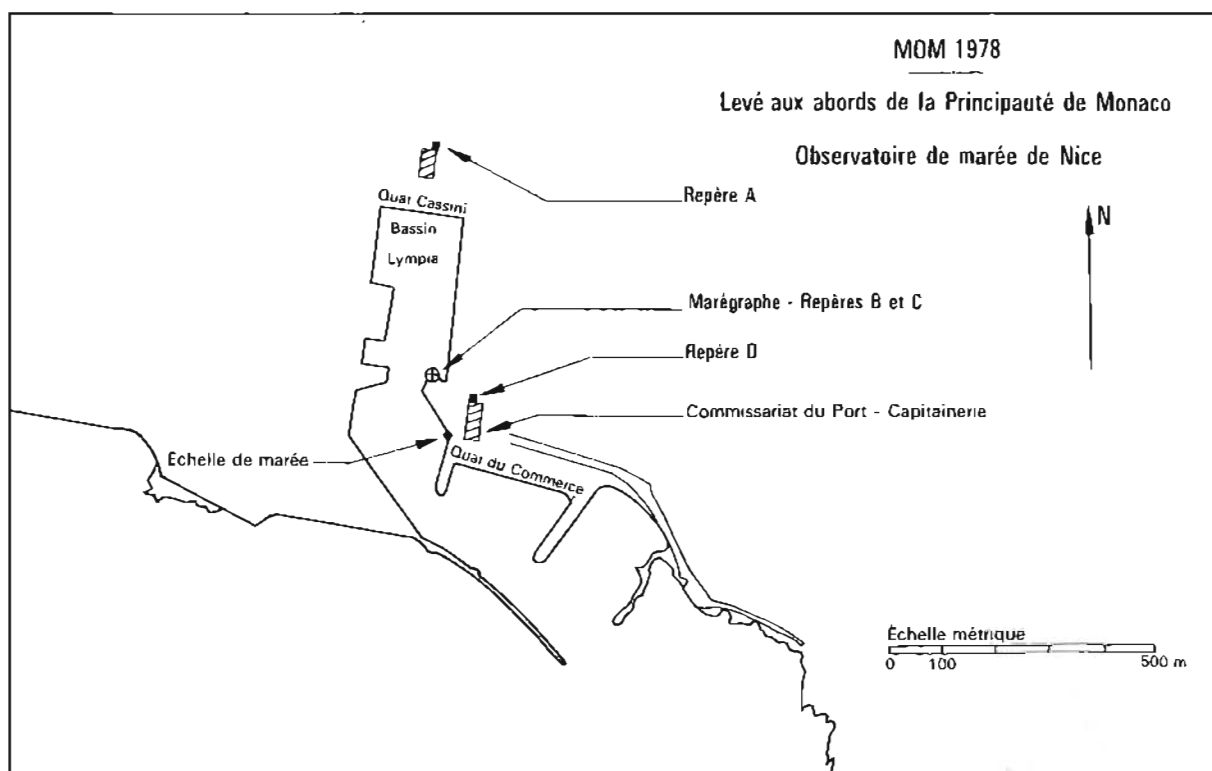 MOM 1978
Levé aux abords de la Principauté de Monaco
Observatoire de marée de Nice
Repère A
Quai Cassini
N
Bassin
Lympia
Marégraphe - Repères B et C
Repère D
Commissariat du Port - Capitainerie
Échelle de marée
Quai du Commerce
Échelle métrique
0 100 500 m